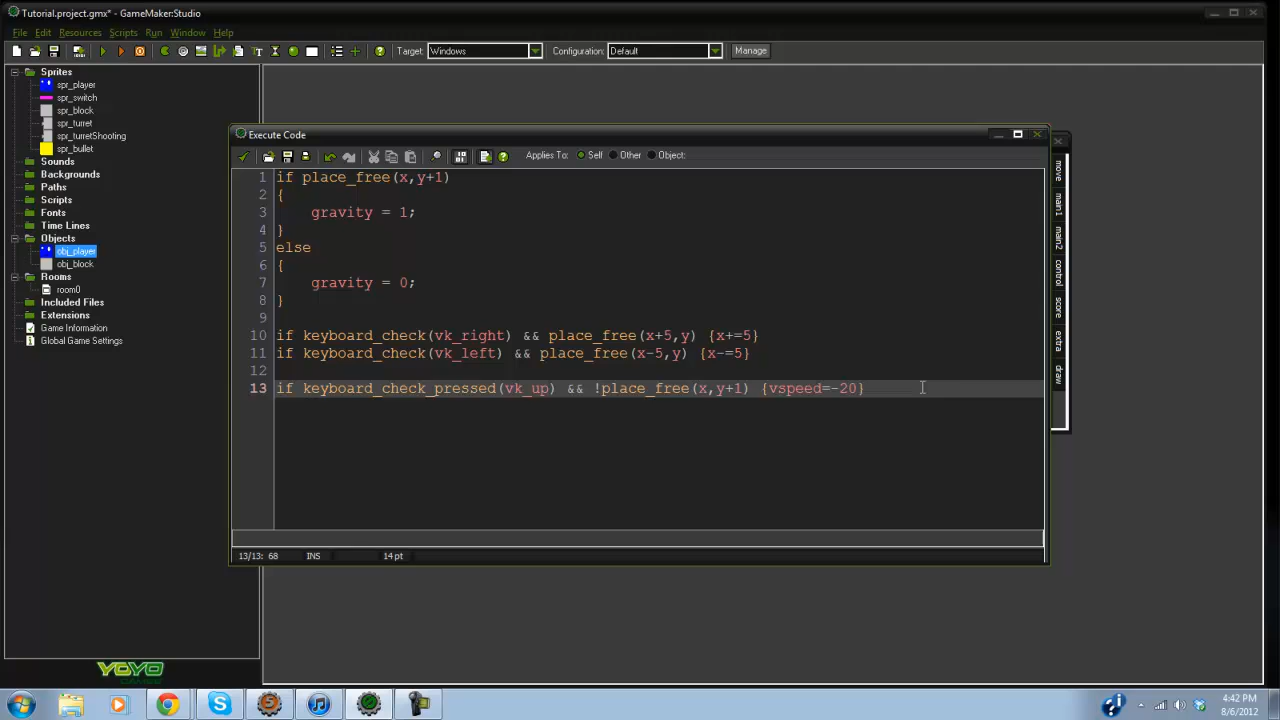 Tutorial.project.gmx* - GameMaker:Studio
File Edit Resources Scripts Run Window Help
Target: Windows Configuration: Default Manage
Sprites
spr_player
spr_switch
spr_block
spr_turret
spr_turretShooting
spr_bullet
Sounds
Backgrounds
Paths
Scripts
Fonts
Time Lines
Objects
obj_player
obj_block
Rooms
room0
Included Files
Extensions
Game Information
Global Game Settings
YOYO
GAMES
Execute Code
Applies To: Self Other Object:
1 if place_free(x,y+1)
2 {
3 gravity = 1;
4 }
5 else
6 {
7 gravity = 0;
8 }
9
10 if keyboard_check(vk_right) && place_free(x+5,y) {x+=5}
11 if keyboard_check(vk_left) && place_free(x-5,y) {x-=5}
12
13 if keyboard_check_pressed(vk_up) && !place_free(x,y+1) {vspeed=-20}
13/13: 68 INS 14 pt
move
main1
main2
control
score
extra
draw
4:42 PM
8/6/2012